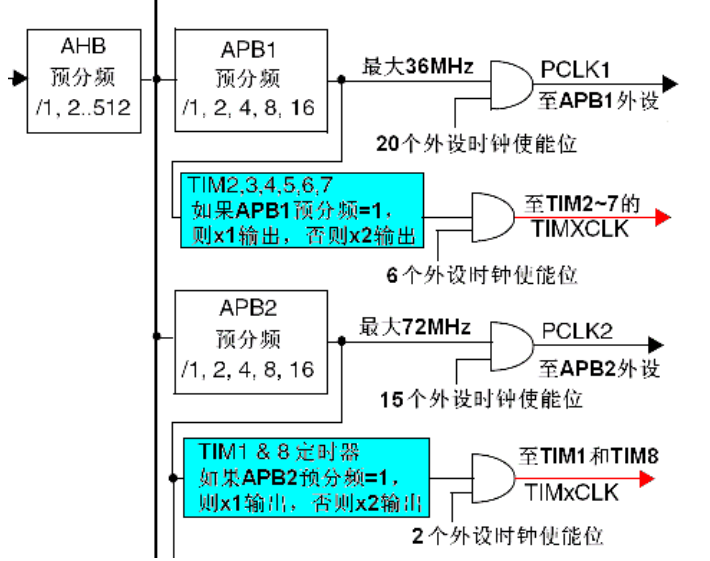 AHB
预分频
/1, 2..512
APB1
预分频
/1, 2, 4, 8, 16
最大36MHz
PCLK1
至APB1外设
20个外设时钟使能位
TIM2,3,4,5,6,7
如果APB1预分频=1，
则x1输出，否则x2输出
至TIM2~7的
TIMXCLK
6个外设时钟使能位
APB2
预分频
/1, 2, 4, 8, 16
最大72MHz
PCLK2
至APB2外设
15个外设时钟使能位
TIM1 & 8 定时器
如果APB2预分频=1，
则x1输出，否则x2输出
至TIM1和TIM8
TIMxCLK
2个外设时钟使能位